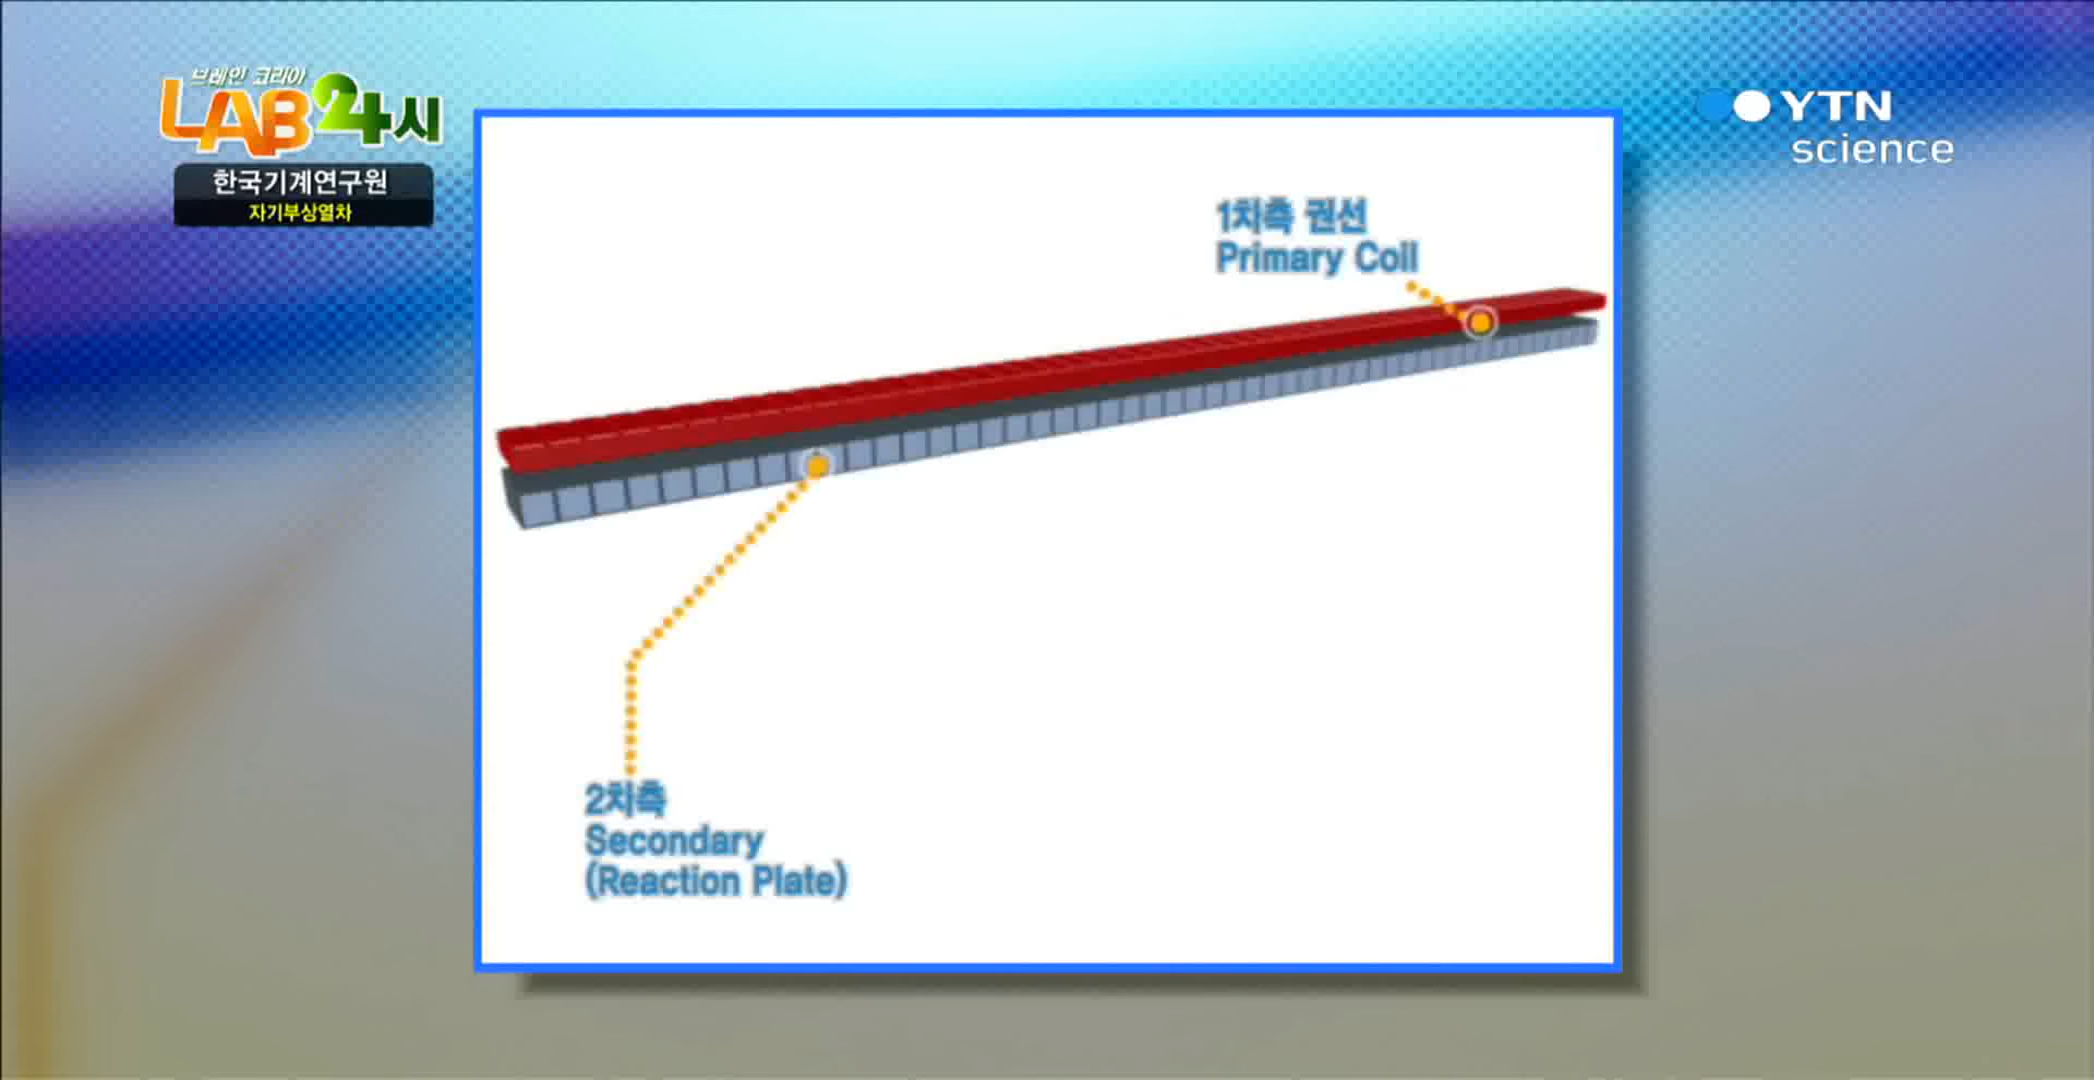 브레인 코리아
LAB 24시
한국기계연구원
자기부상열차
YTN
science
1차측 권선
Primary Coil
2차측
Secondary
(Reaction Plate)